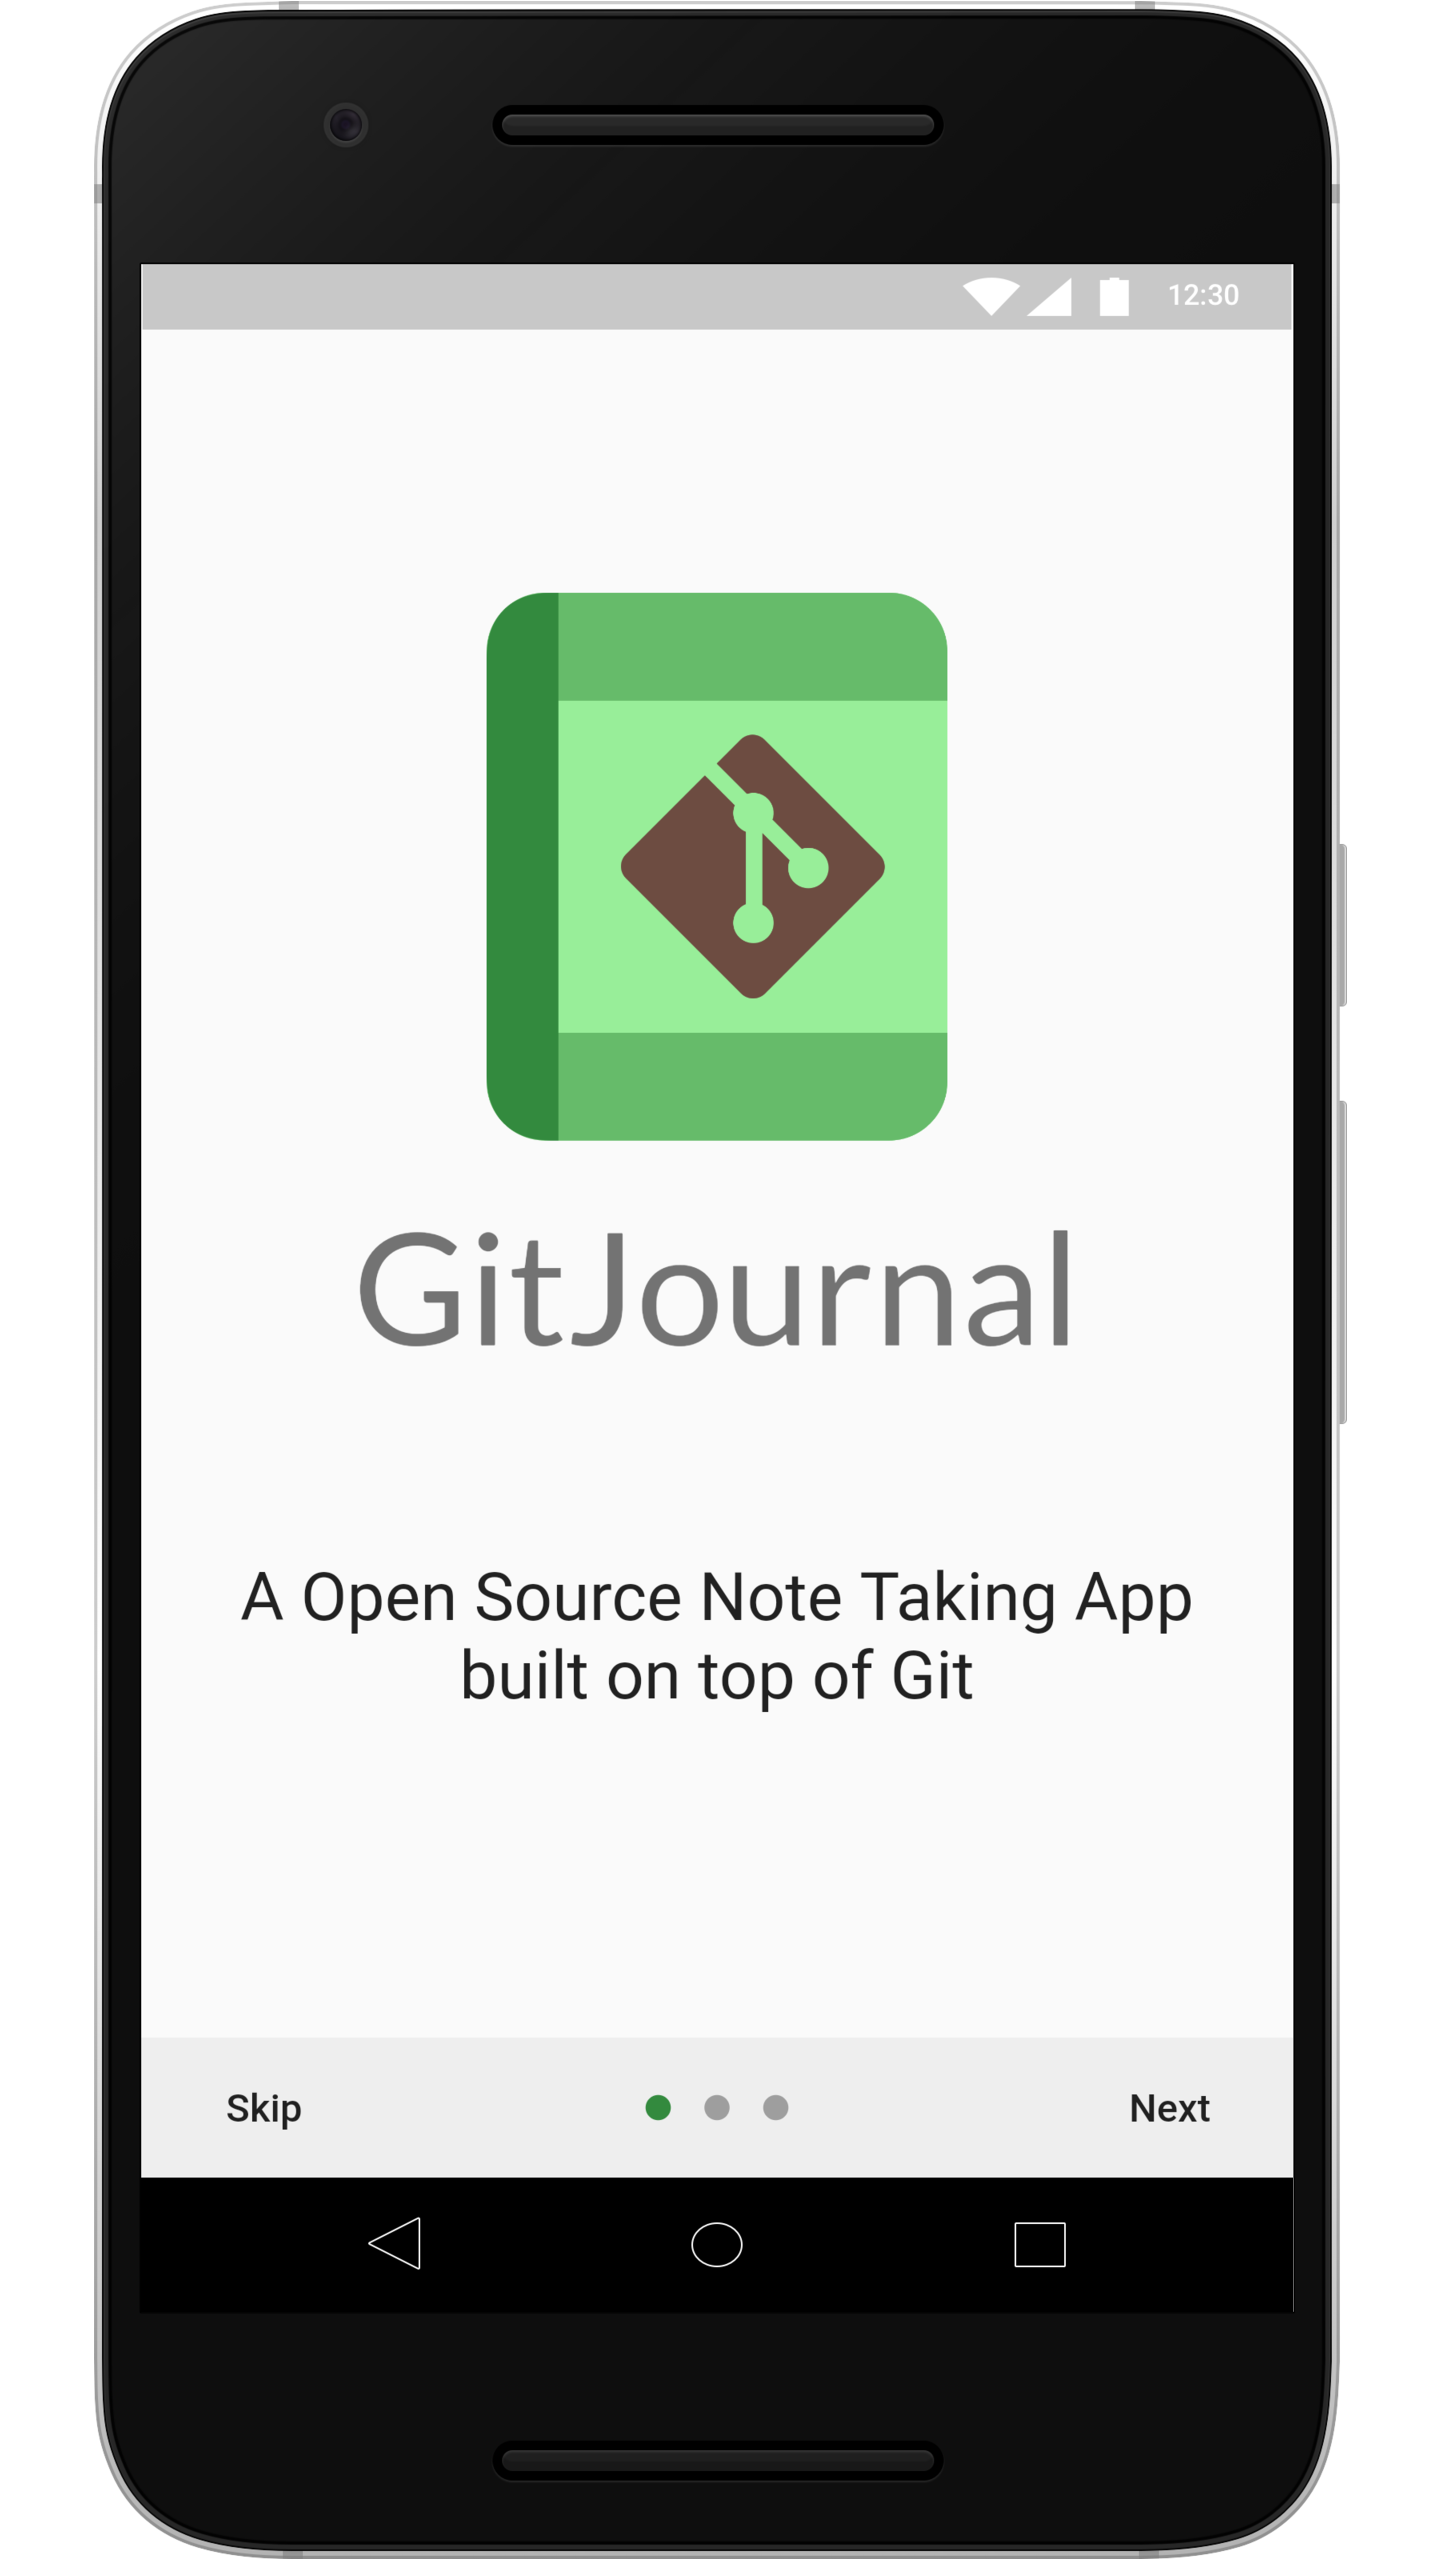 12:30
GitJournal
A Open Source Note Taking App
built on top of Git
Skip
Next